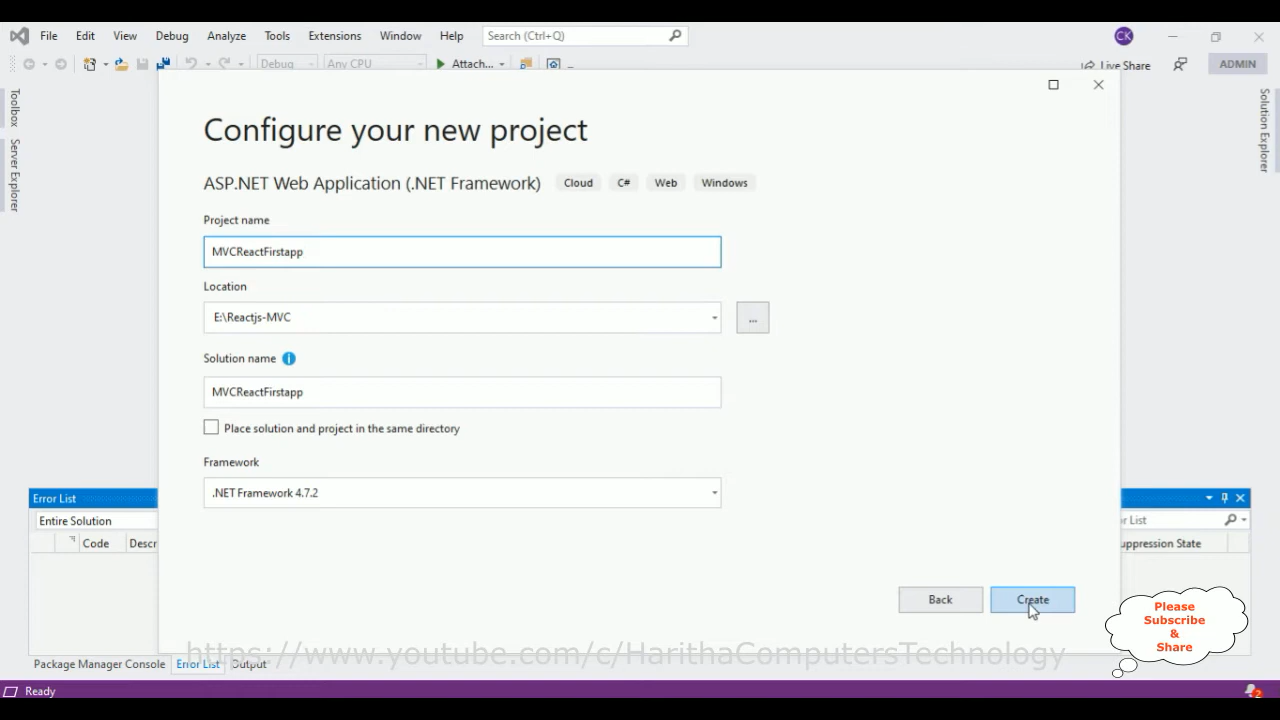 File Edit View Debug Analyze Tools Extensions Window Help Search (Ctrl+Q) CK
Debug Any CPU Attach... Live Share ADMIN
Toolbox
Server Explorer
Solution Explorer
Configure your new project
ASP.NET Web Application (.NET Framework) Cloud C# Web Windows
Project name
MVCReactFirstapp
Location
E:\Reactjs-MVC
...
Solution name
MVCReactFirstapp
Place solution and project in the same directory
Framework
.NET Framework 4.7.2
Error List
Entire Solution
r List
Code Descr
uppression State
Back Create
Please
Subscribe
&
Share
https://www.youtube.com/c/HarithaComputersTechnology
Package Manager Console Error List Output
Ready 2